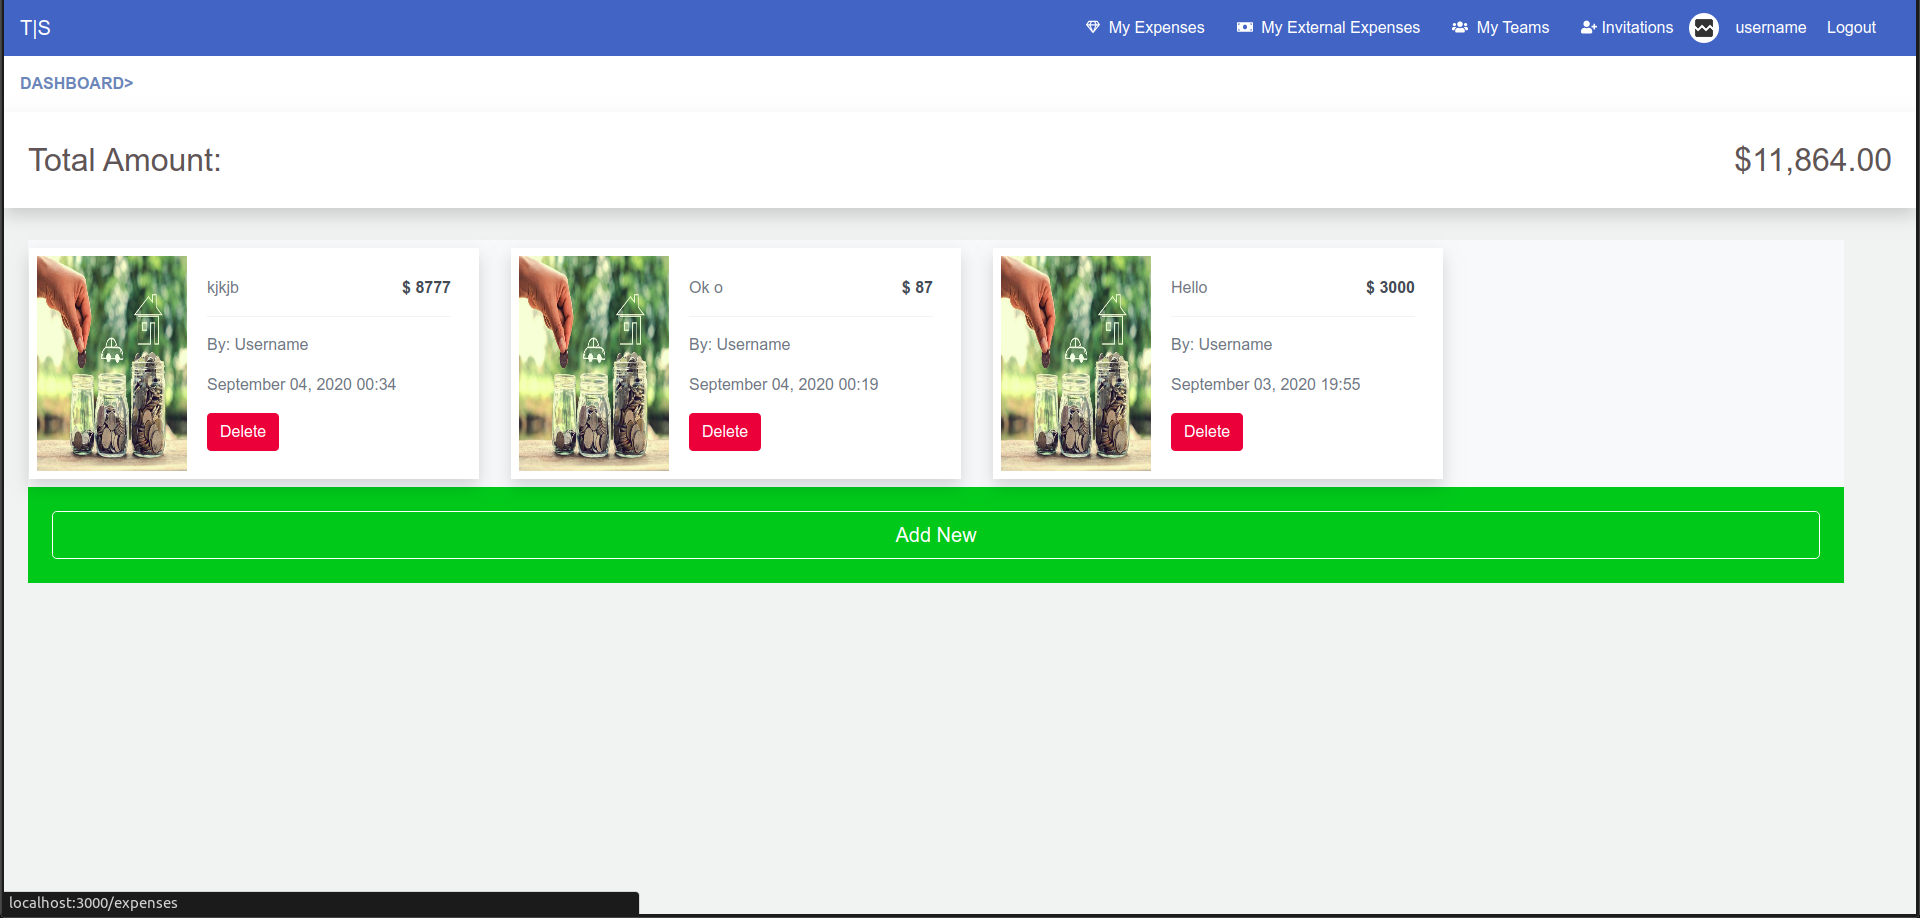 T|S
My Expenses
My External Expenses
My Teams
Invitations
username
Logout
DASHBOARD>
Total Amount:
$11,864.00
kjkjb
$ 8777
By: Username
September 04, 2020 00:34
Delete
Ok o
$ 87
By: Username
September 04, 2020 00:19
Delete
Hello
$ 3000
By: Username
September 03, 2020 19:55
Delete
Add New
localhost:3000/expenses